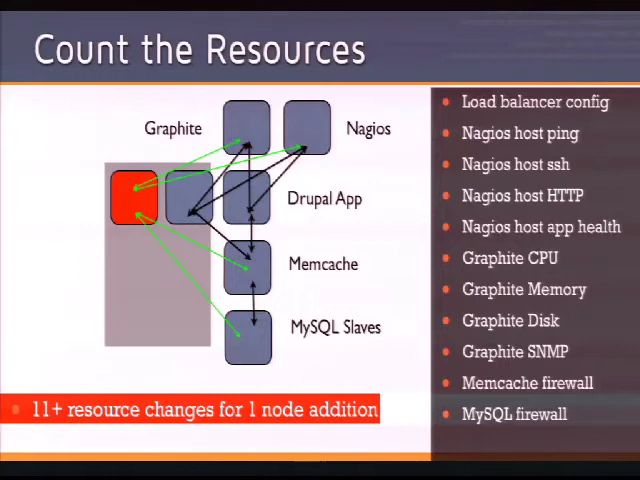 Count the Resources
Graphite
Nagios
Drupal App
Memcache
MySQL Slaves
11+ resource changes for 1 node addition
Load balancer config
Nagios host ping
Nagios host ssh
Nagios host HTTP
Nagios host app health
Graphite CPU
Graphite Memory
Graphite Disk
Graphite SNMP
Memcache firewall
MySQL firewall